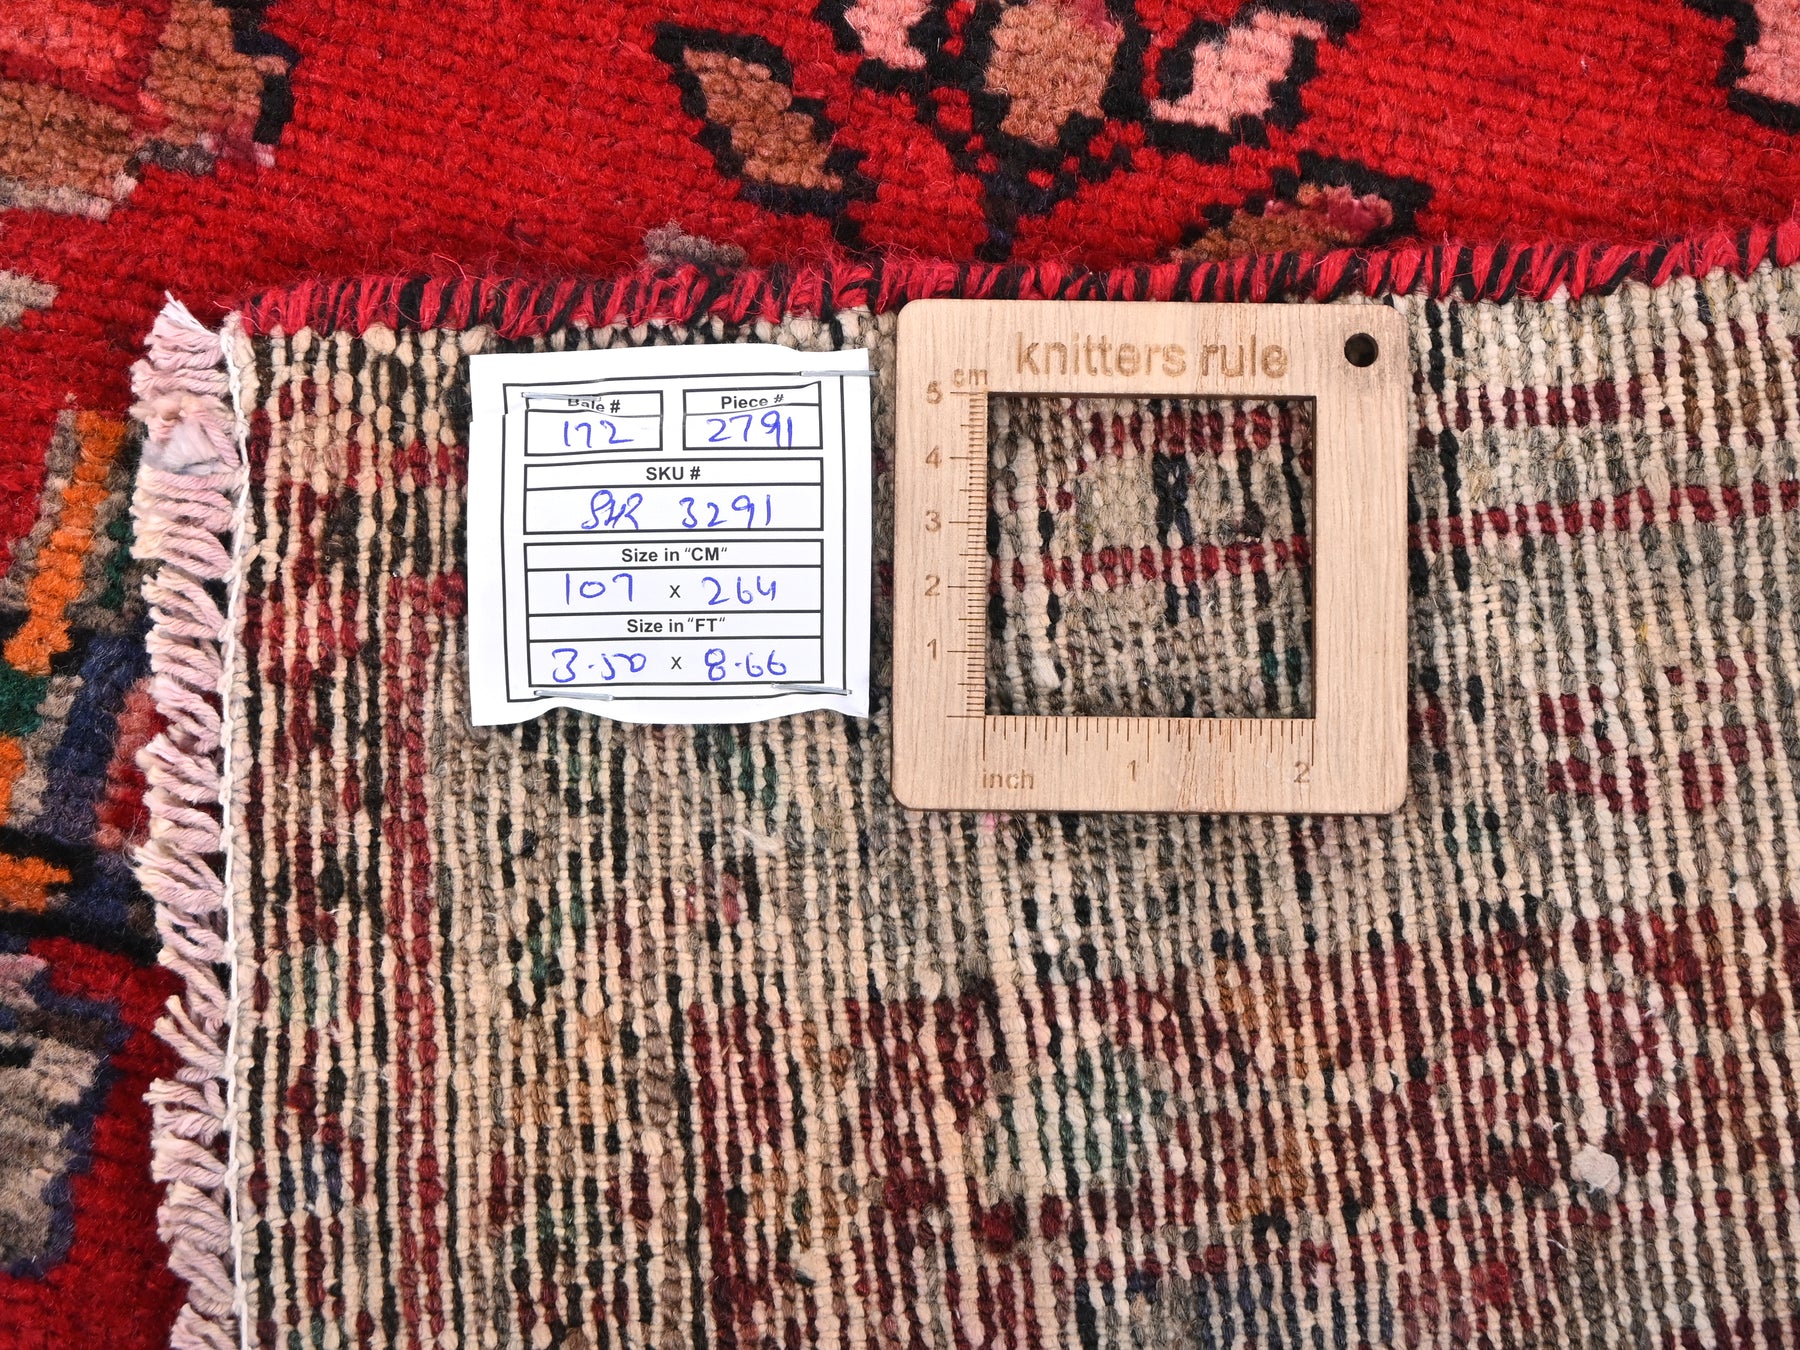 Bale # Piece #
172 2791
SKU #
SHR 3291
Size in "CM"
107 x 264
Size in "FT"
3.50 x 8.66
knitters rule
5 cm
4
3
2
1
inch 1 2